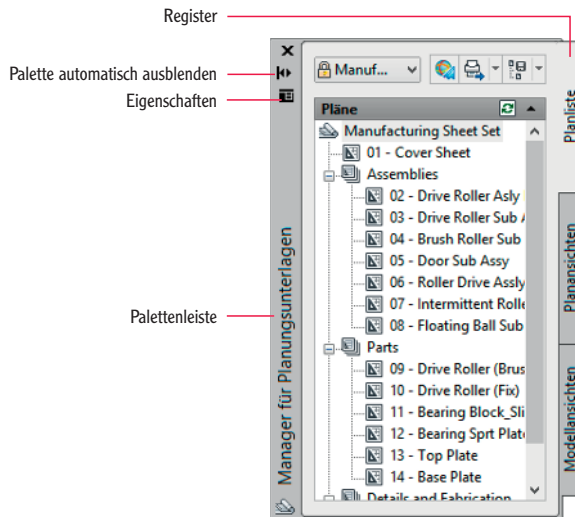 Register
Palette automatisch ausblenden
Eigenschaften
Palettenleiste
Manuf...
Pläne
Manufacturing Sheet Set
01 - Cover Sheet
Assemblies
02 - Drive Roller Asly
03 - Drive Roller Sub
04 - Brush Roller Sub
05 - Door Sub Assy
06 - Roller Drive Assly
07 - Intermittent Rolle
08 - Floating Ball Sub
Parts
09 - Drive Roller (Brus
10 - Drive Roller (Fix)
11 - Bearing Block_Sli
12 - Bearing Sprt Plat
13 - Top Plate
14 - Base Plate
Details and Fabrication
Manager für Planungsunterlagen
Planliste
Planansichten
Modellansichten